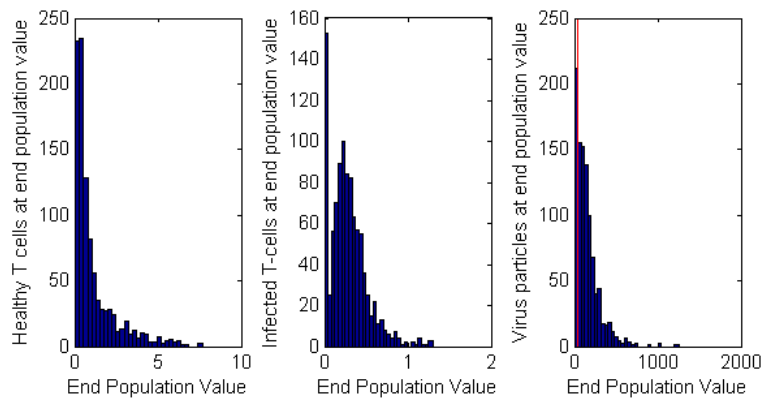 Healthy T cells at end population value
250
200
150
100
50
0
0 5 10
End Population Value
Infected T-cells at end population value
160
140
120
100
80
60
40
20
0
0 1 2
End Population Value
Virus particles at end population value
250
200
150
100
50
0
0 1000 2000
End Population Value